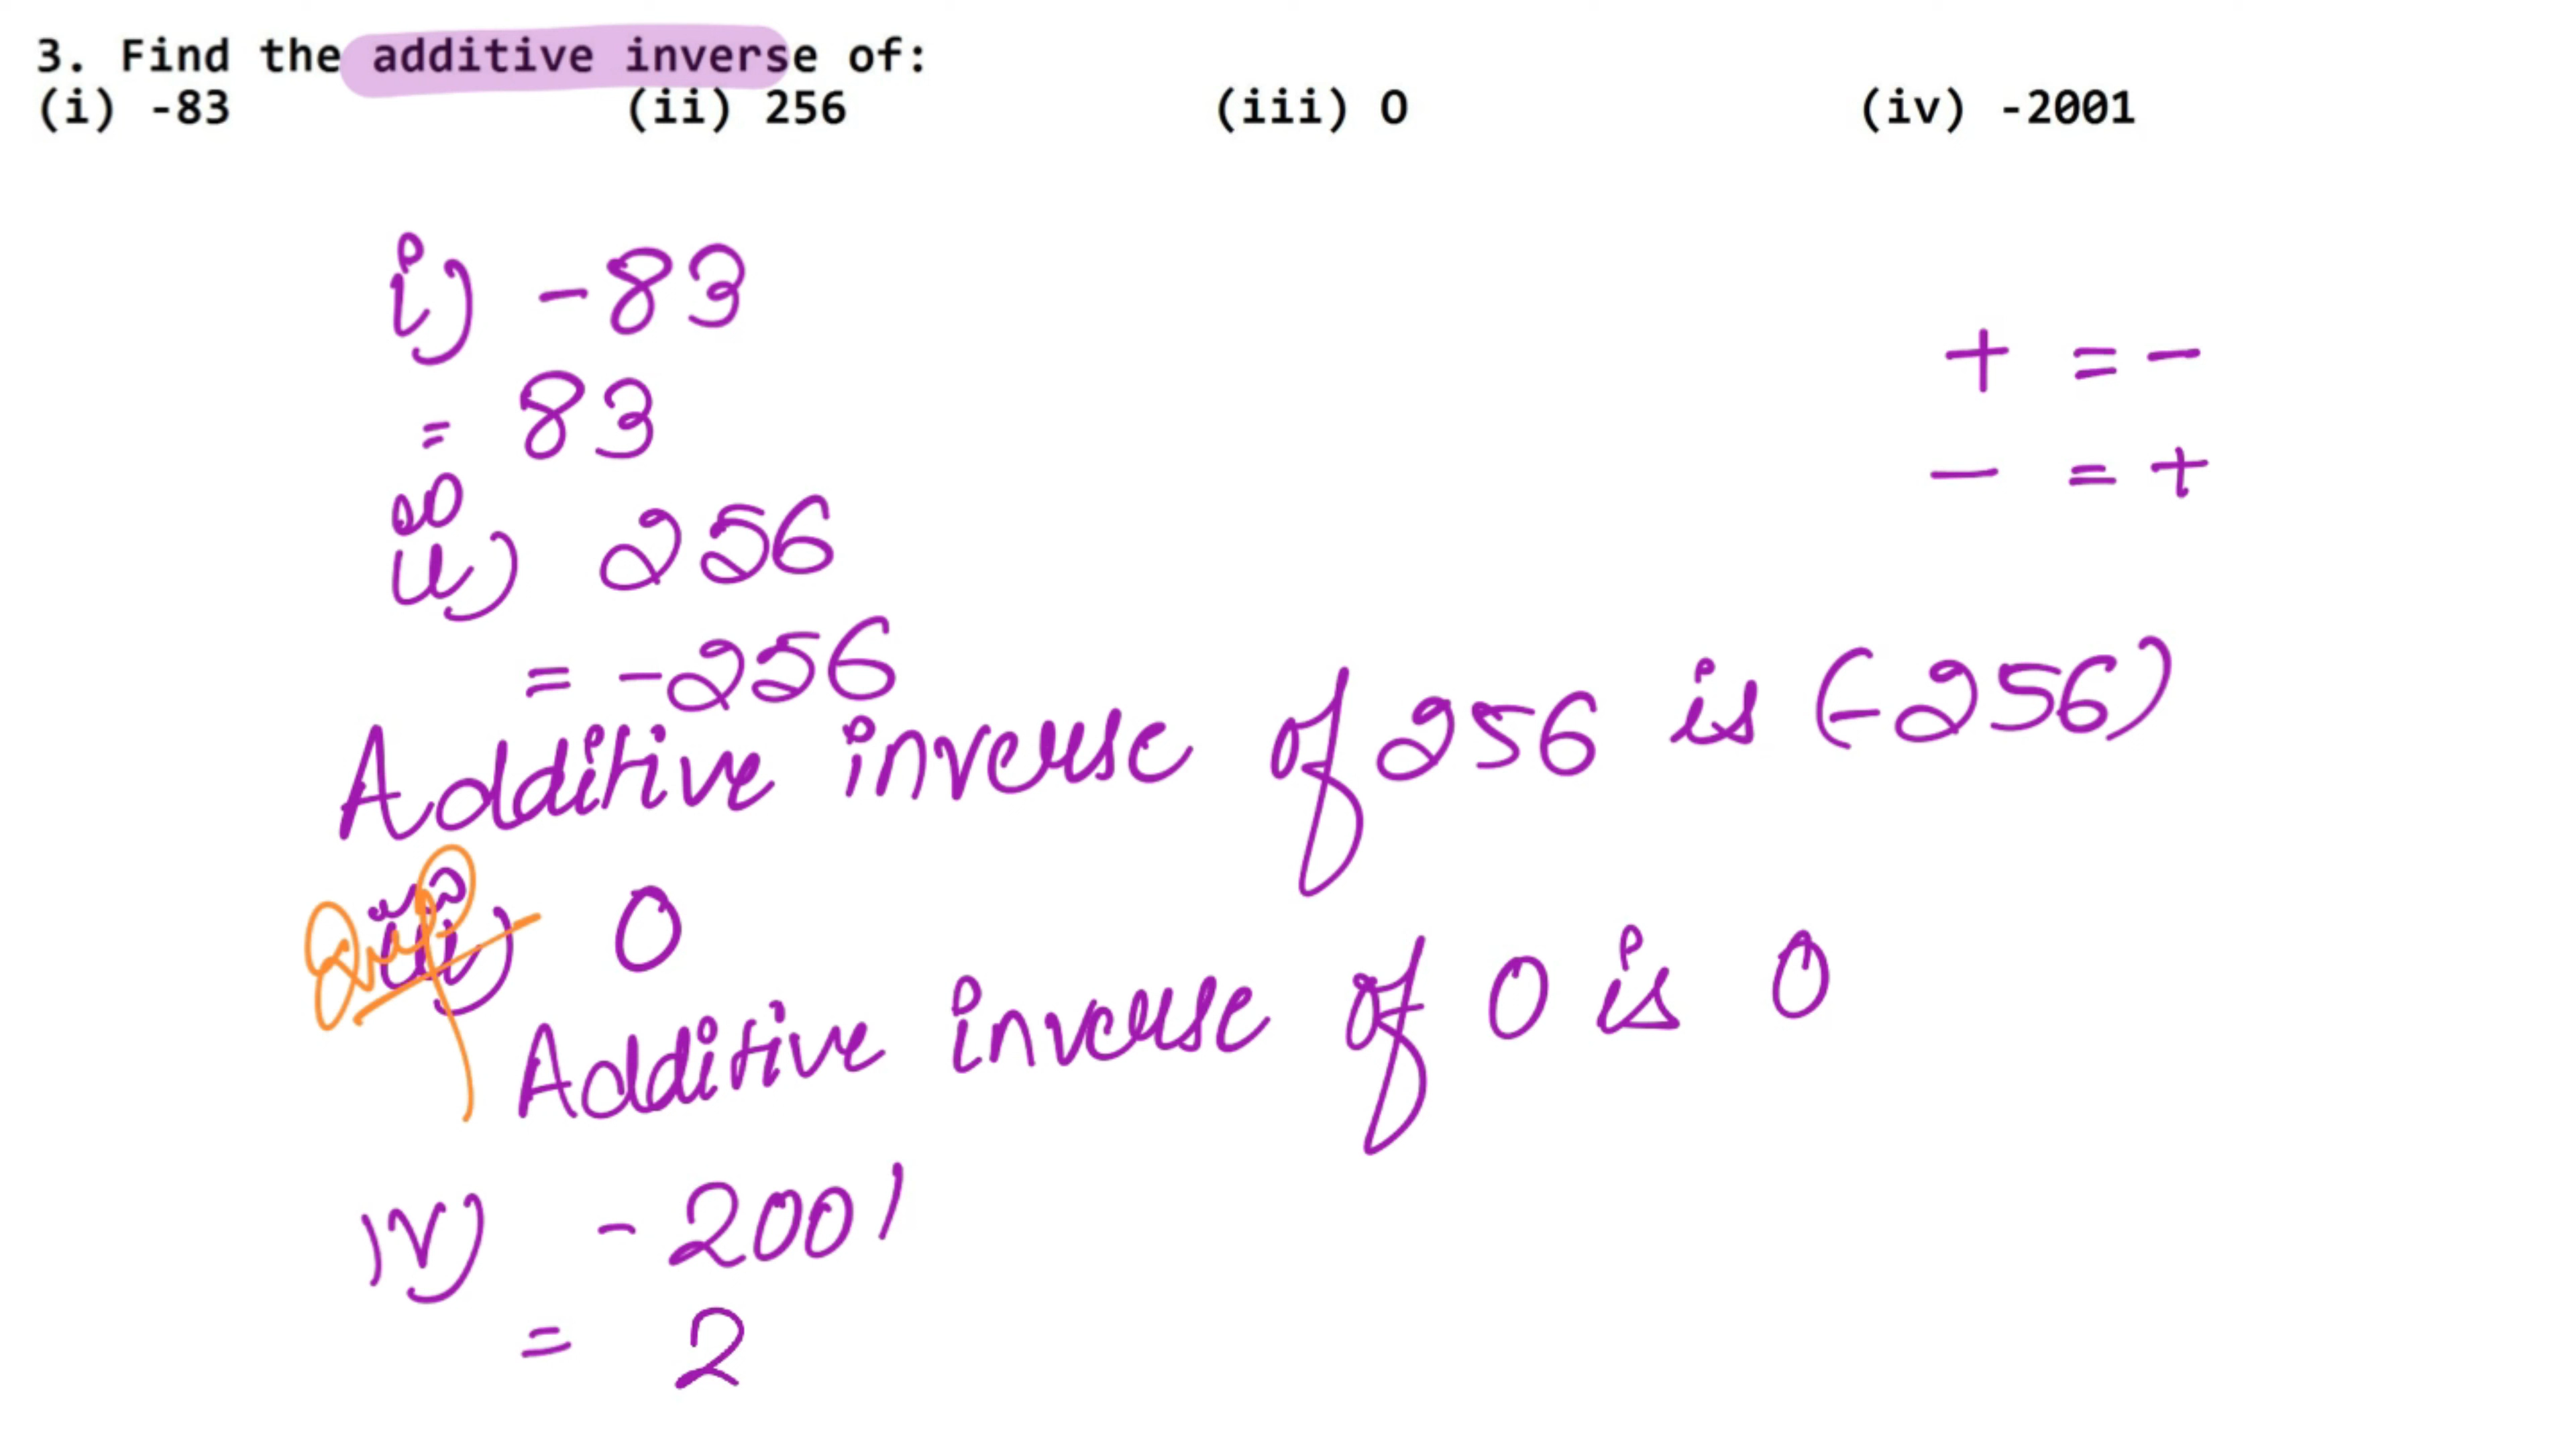 3. Find the additive inverse of:
(i) -83 (ii) 256 (iii) 0 (iv) -2001
i) -83
= 83
+ = -
- = +
ii) 256
= -256
Additive inverse of 256 is (-256)
iii) 0
Additive inverse of 0 is 0
iv) -2001
= 2